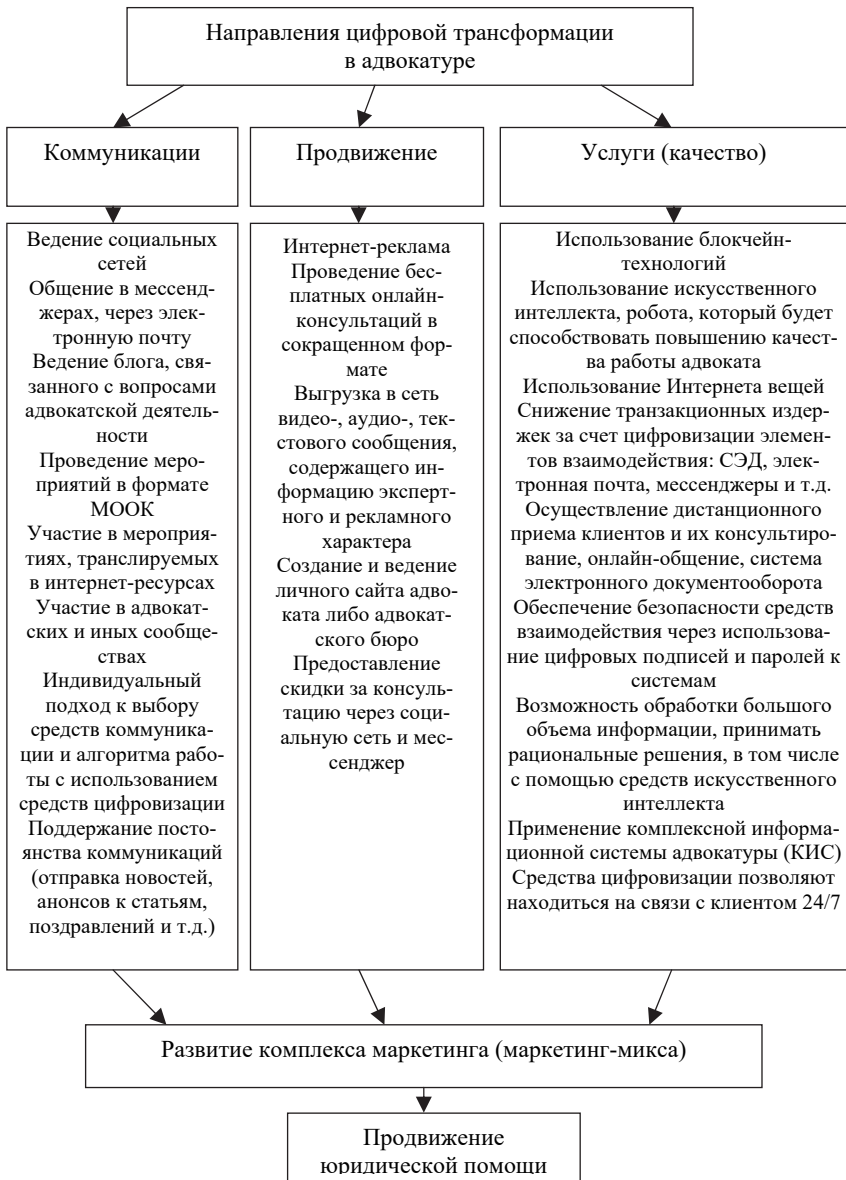 Направления цифровой трансформации
в адвокатуре
Коммуникации
Продвижение
Услуги (качество)
Ведение социальных
сетей
Общение в мессенд-
жерах, через элек-
тронную почту
Ведение блога, свя-
занного с вопросами
адвокатской деятель-
ности
Проведение меро-
приятий в формате
МООК
Участие в мероприя-
тиях, транслируемых
в интернет-ресурсах
Участие в адвокат-
ских и иных сообще-
ствах
Индивидуальный
подход к выбору
средств коммуника-
ции и алгоритма рабо-
ты с использованием
средств цифровизации
Поддержание посто-
янства коммуникаций
(отправка новостей,
анонсов к статьям,
поздравлений и т.д.)
Интернет-реклама
Проведение бес-
платных онлайн-
консультаций в
сокращенном фор-
мате
Выгрузка в сеть
видео-, аудио-, тек-
стового сообщения,
содержащего ин-
формацию эксперт-
ного и рекламного
характера
Создание и ведение
личного сайта адво-
ката либо адвокат-
ского бюро
Предоставление
скидки за консуль-
тацию через соци-
альную сеть и мес-
сенджер
Использование блокчейн-
технологий
Использование искусственного
интеллекта, робота, который будет
способствовать повышению качест-
ва работы адвоката
Использование Интернета вещей
Снижение транзакционных издер-
жек за счет цифровизации элемен-
тов взаимодействия: СЭД, элек-
тронная почта, мессенджеры и т.д.
Осуществление дистанционного
приема клиентов и их консультиро-
вание, онлайн-общение, система
электронного документооборота
Обеспечение безопасности средств
взаимодействия через использова-
ние цифровых подписей и паролей к
системам
Возможность обработки большого
объема информации, принимать
рациональные решения, в том числе
с помощью средств искусственного
интеллекта
Применение комплексной информа-
ционной системы адвокатуры (КИС)
Средства цифровизации позволяют
находиться на связи с клиентом 24/7
Развитие комплекса маркетинга (маркетинг-микса)
Продвижение
юридической помощи